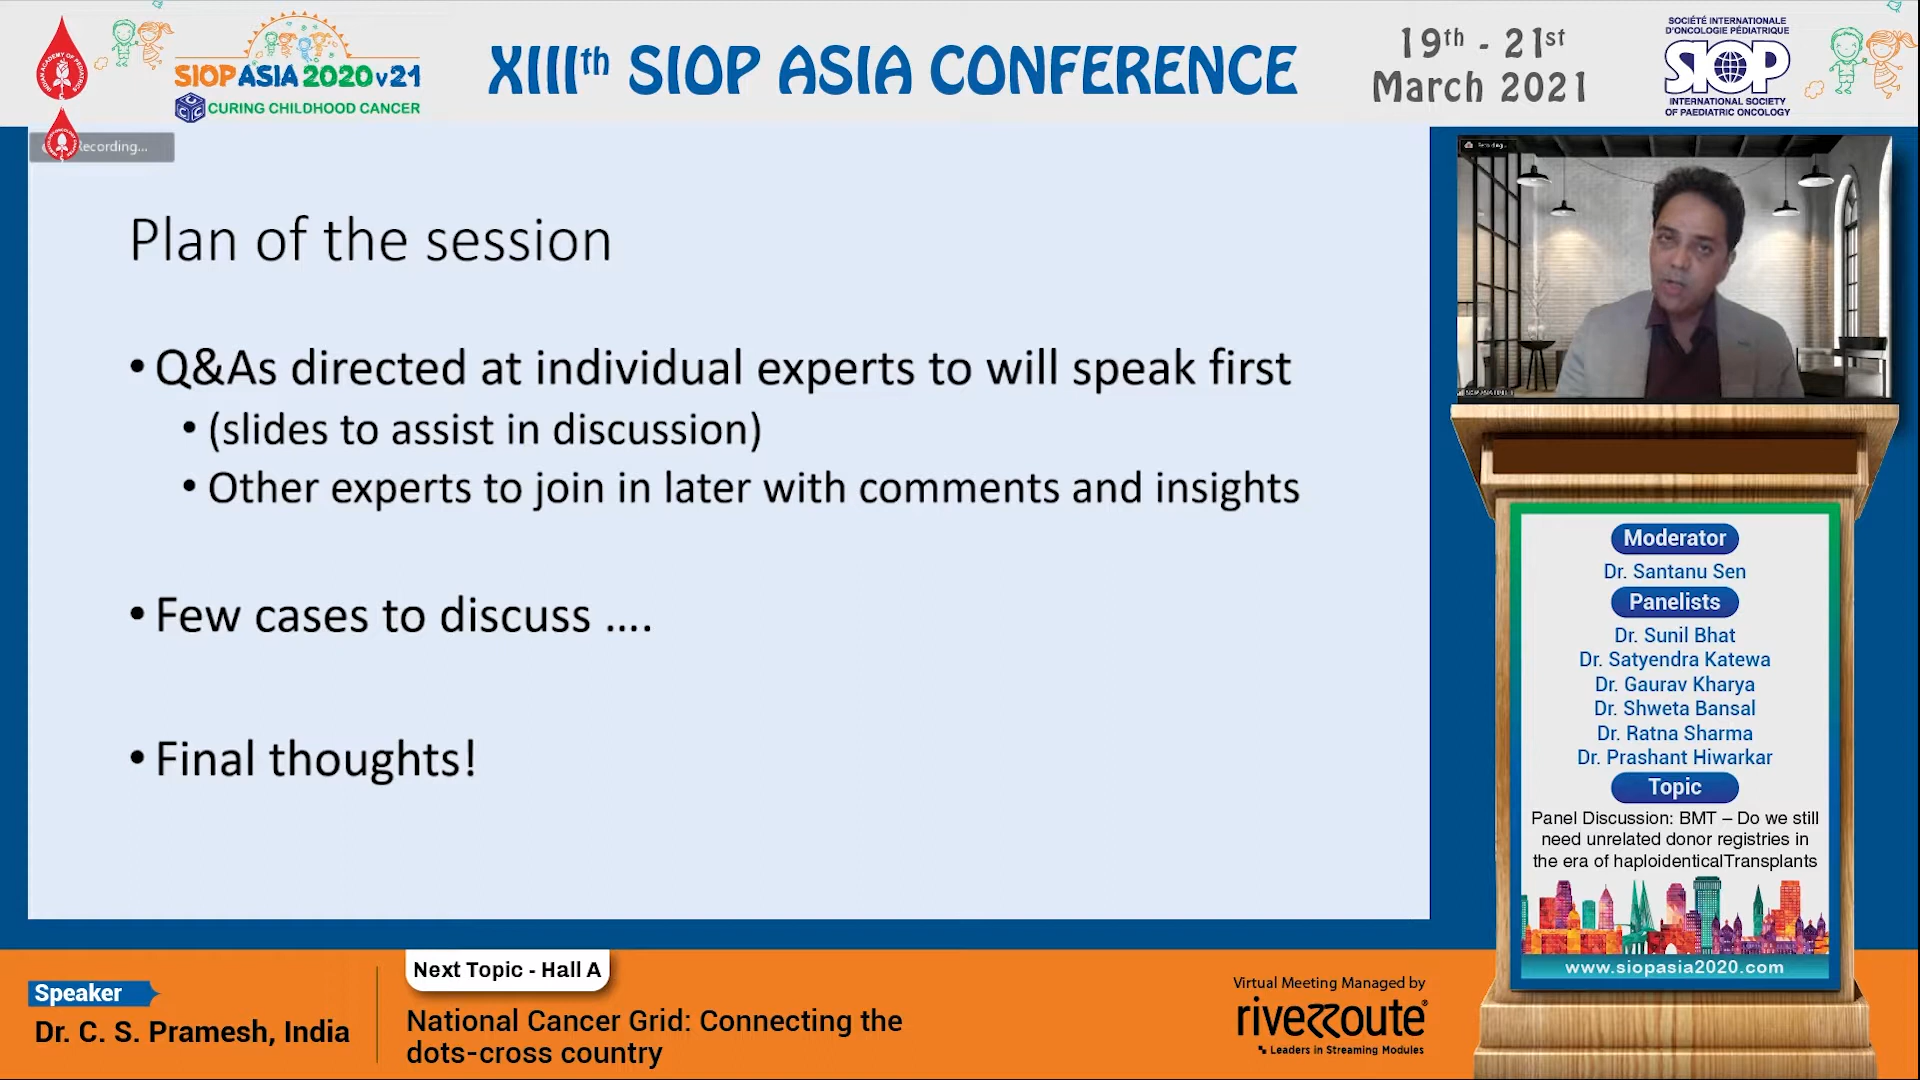 SIOP ASIA 2020 v21
CURING CHILDHOOD CANCER
XIIIth SIOP ASIA CONFERENCE
19th - 21st
March 2021
SOCIÉTÉ INTERNATIONALE
D'ONCOLOGIE PÉDIATRIQUE
SIOP
INTERNATIONAL SOCIETY
OF PAEDIATRIC ONCOLOGY
Recording...
Plan of the session
• Q&As directed at individual experts to will speak first
• (slides to assist in discussion)
• Other experts to join in later with comments and insights
• Few cases to discuss ....
• Final thoughts!
Moderator
Dr. Santanu Sen
Panelists
Dr. Sunil Bhat
Dr. Satyendra Katewa
Dr. Gaurav Kharya
Dr. Shweta Bansal
Dr. Ratna Sharma
Dr. Prashant Hiwarkar
Topic
Panel Discussion: BMT – Do we still
need unrelated donor registries in
the era of haploidenticalTransplants
www.siopasia2020.com
Speaker
Dr. C. S. Pramesh, India
Next Topic - Hall A
National Cancer Grid: Connecting the
dots-cross country
Virtual Meeting Managed by
riveRRoute
Leaders in Streaming Modules